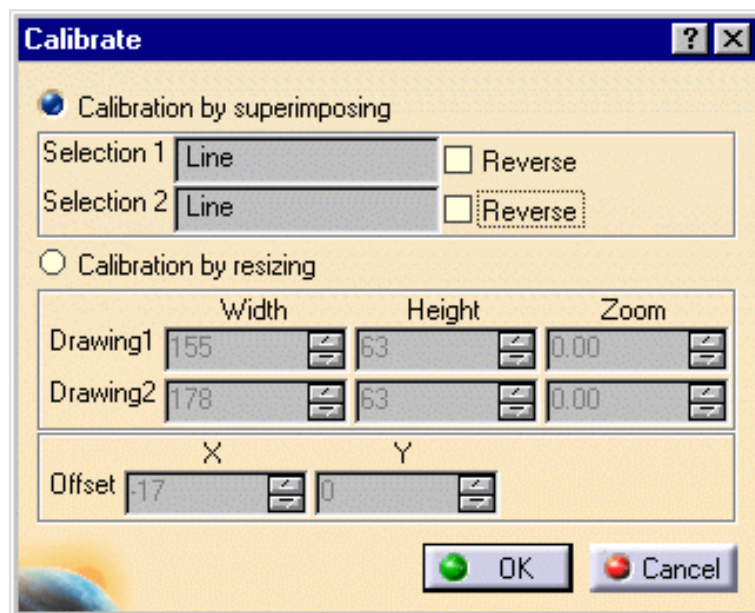 Calibrate ? X
Calibration by superimposing
Selection 1 Line Reverse
Selection 2 Line Reverse
Calibration by resizing
Width Height Zoom
Drawing1 155 63 0.00
Drawing2 178 63 0.00
X Y
Offset -17 0
OK Cancel